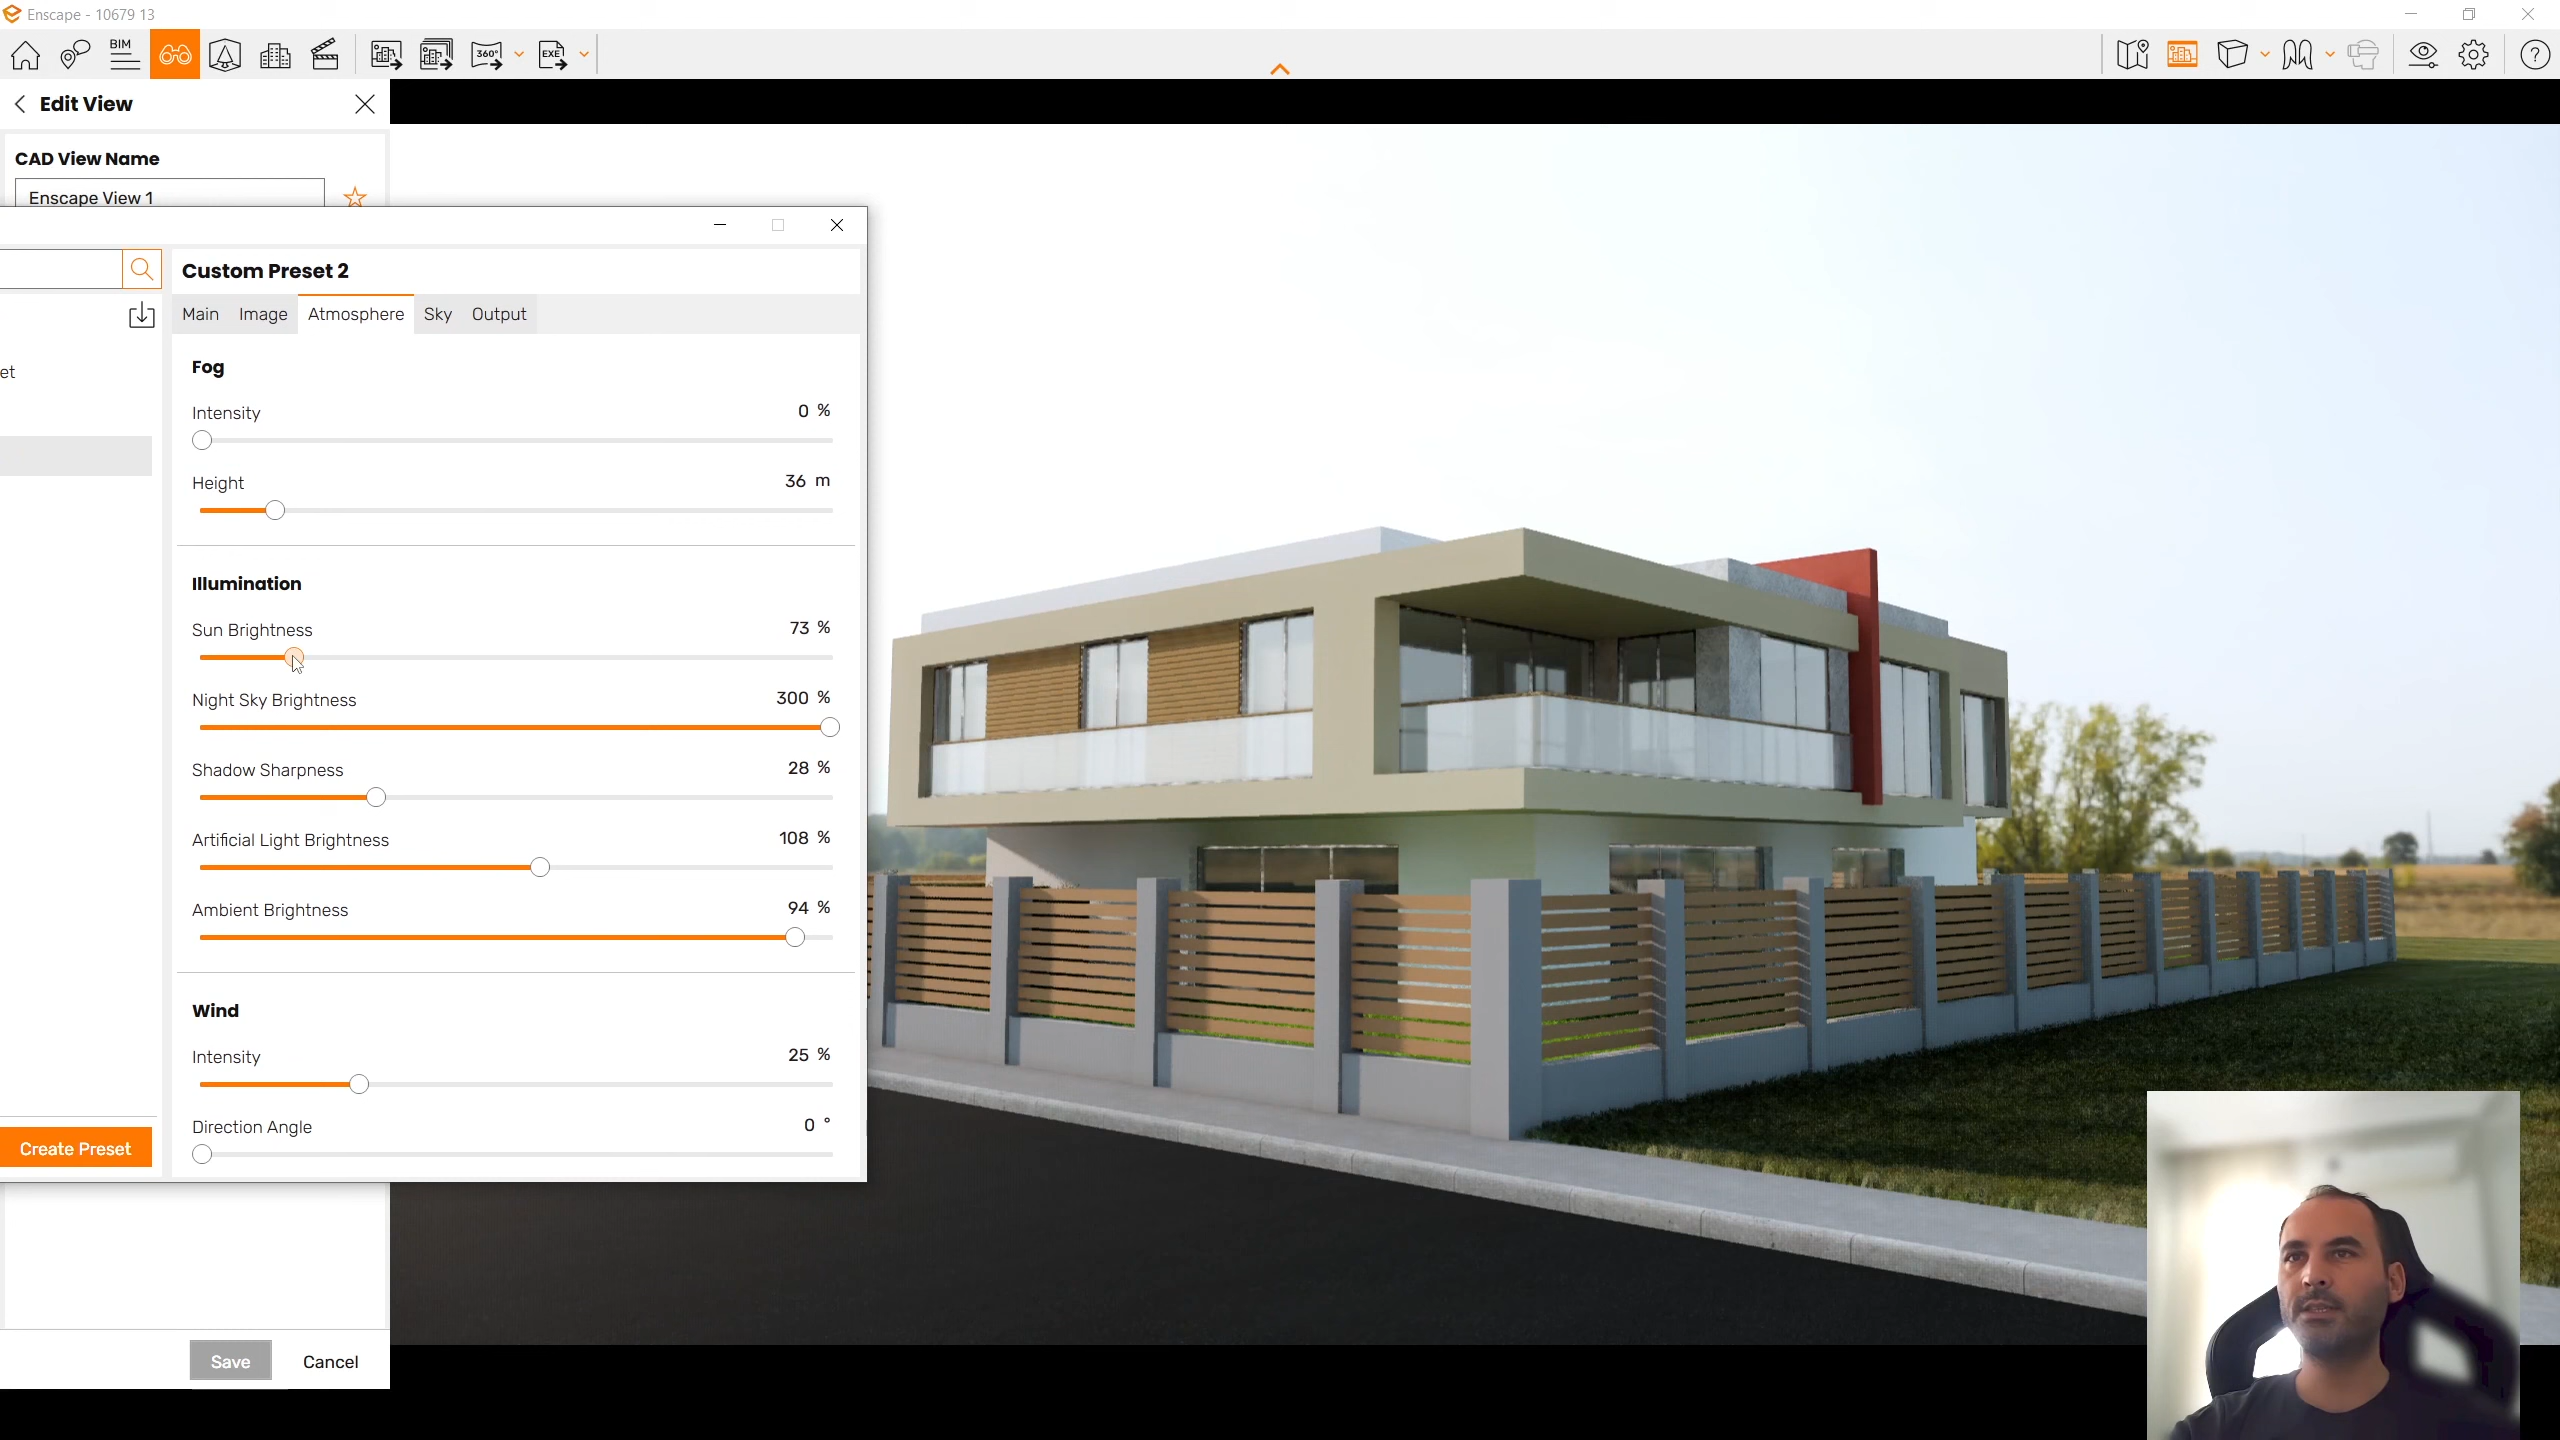 Enscape - 10679 13
BIM
360°
EXE
?
Edit View
CAD View Name
Enscape View 1
Custom Preset 2
Main Image Atmosphere Sky Output
et
Fog
Intensity 0 %
Height 36 m
Illumination
Sun Brightness 73 %
Night Sky Brightness 300 %
Shadow Sharpness 28 %
Artificial Light Brightness 108 %
Ambient Brightness 94 %
Wind
Intensity 25 %
Direction Angle 0 °
Create Preset
Save Cancel